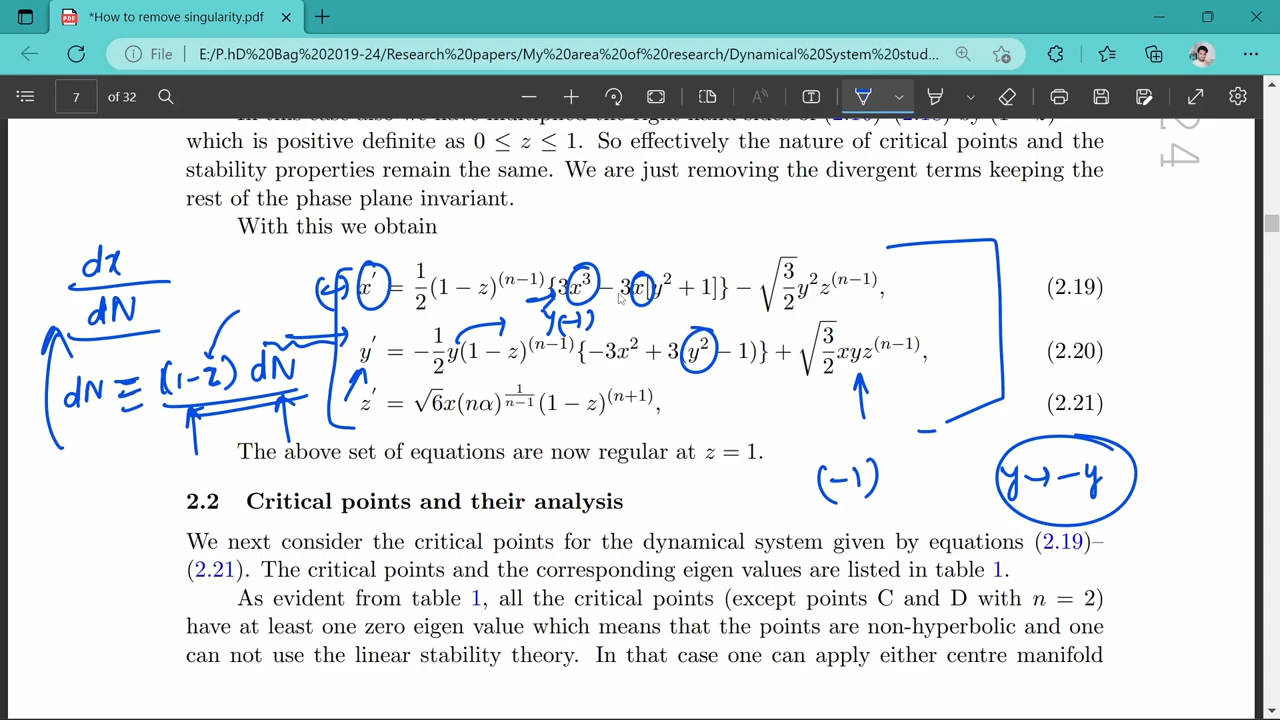 *How to remove singularity.pdf
File E:/P.hD%20Bag%202019-24/Research%20papers/My%20area%20of%20research/Dynamical%20System%20stud...
7 of 32
which is positive definite as 0 ≤ z ≤ 1. So effectively the nature of critical points and the
stability properties remain the same. We are just removing the divergent terms keeping the
rest of the phase plane invariant.
With this we obtain
dx
dN
x′ = 1/2 (1 − z)^(n−1) {3x³ − 3x[y² + 1]} − √(3/2) y² z^(n−1), (2.19)
y(-1)
y′ = −1/2 y(1 − z)^(n−1) {−3x² + 3(y² − 1)} + √(3/2) xyz^(n−1), (2.20)
dN ≡ (1-z) dN
z′ = √6x(nα)^(1/(n−1)) (1 − z)^(n+1), (2.21)
The above set of equations are now regular at z = 1.
(-1)
y → -y
2.2 Critical points and their analysis
We next consider the critical points for the dynamical system given by equations (2.19)–
(2.21). The critical points and the corresponding eigen values are listed in table 1.
As evident from table 1, all the critical points (except points C and D with n = 2)
have at least one zero eigen value which means that the points are non-hyperbolic and one
can not use the linear stability theory. In that case one can apply either centre manifold
24